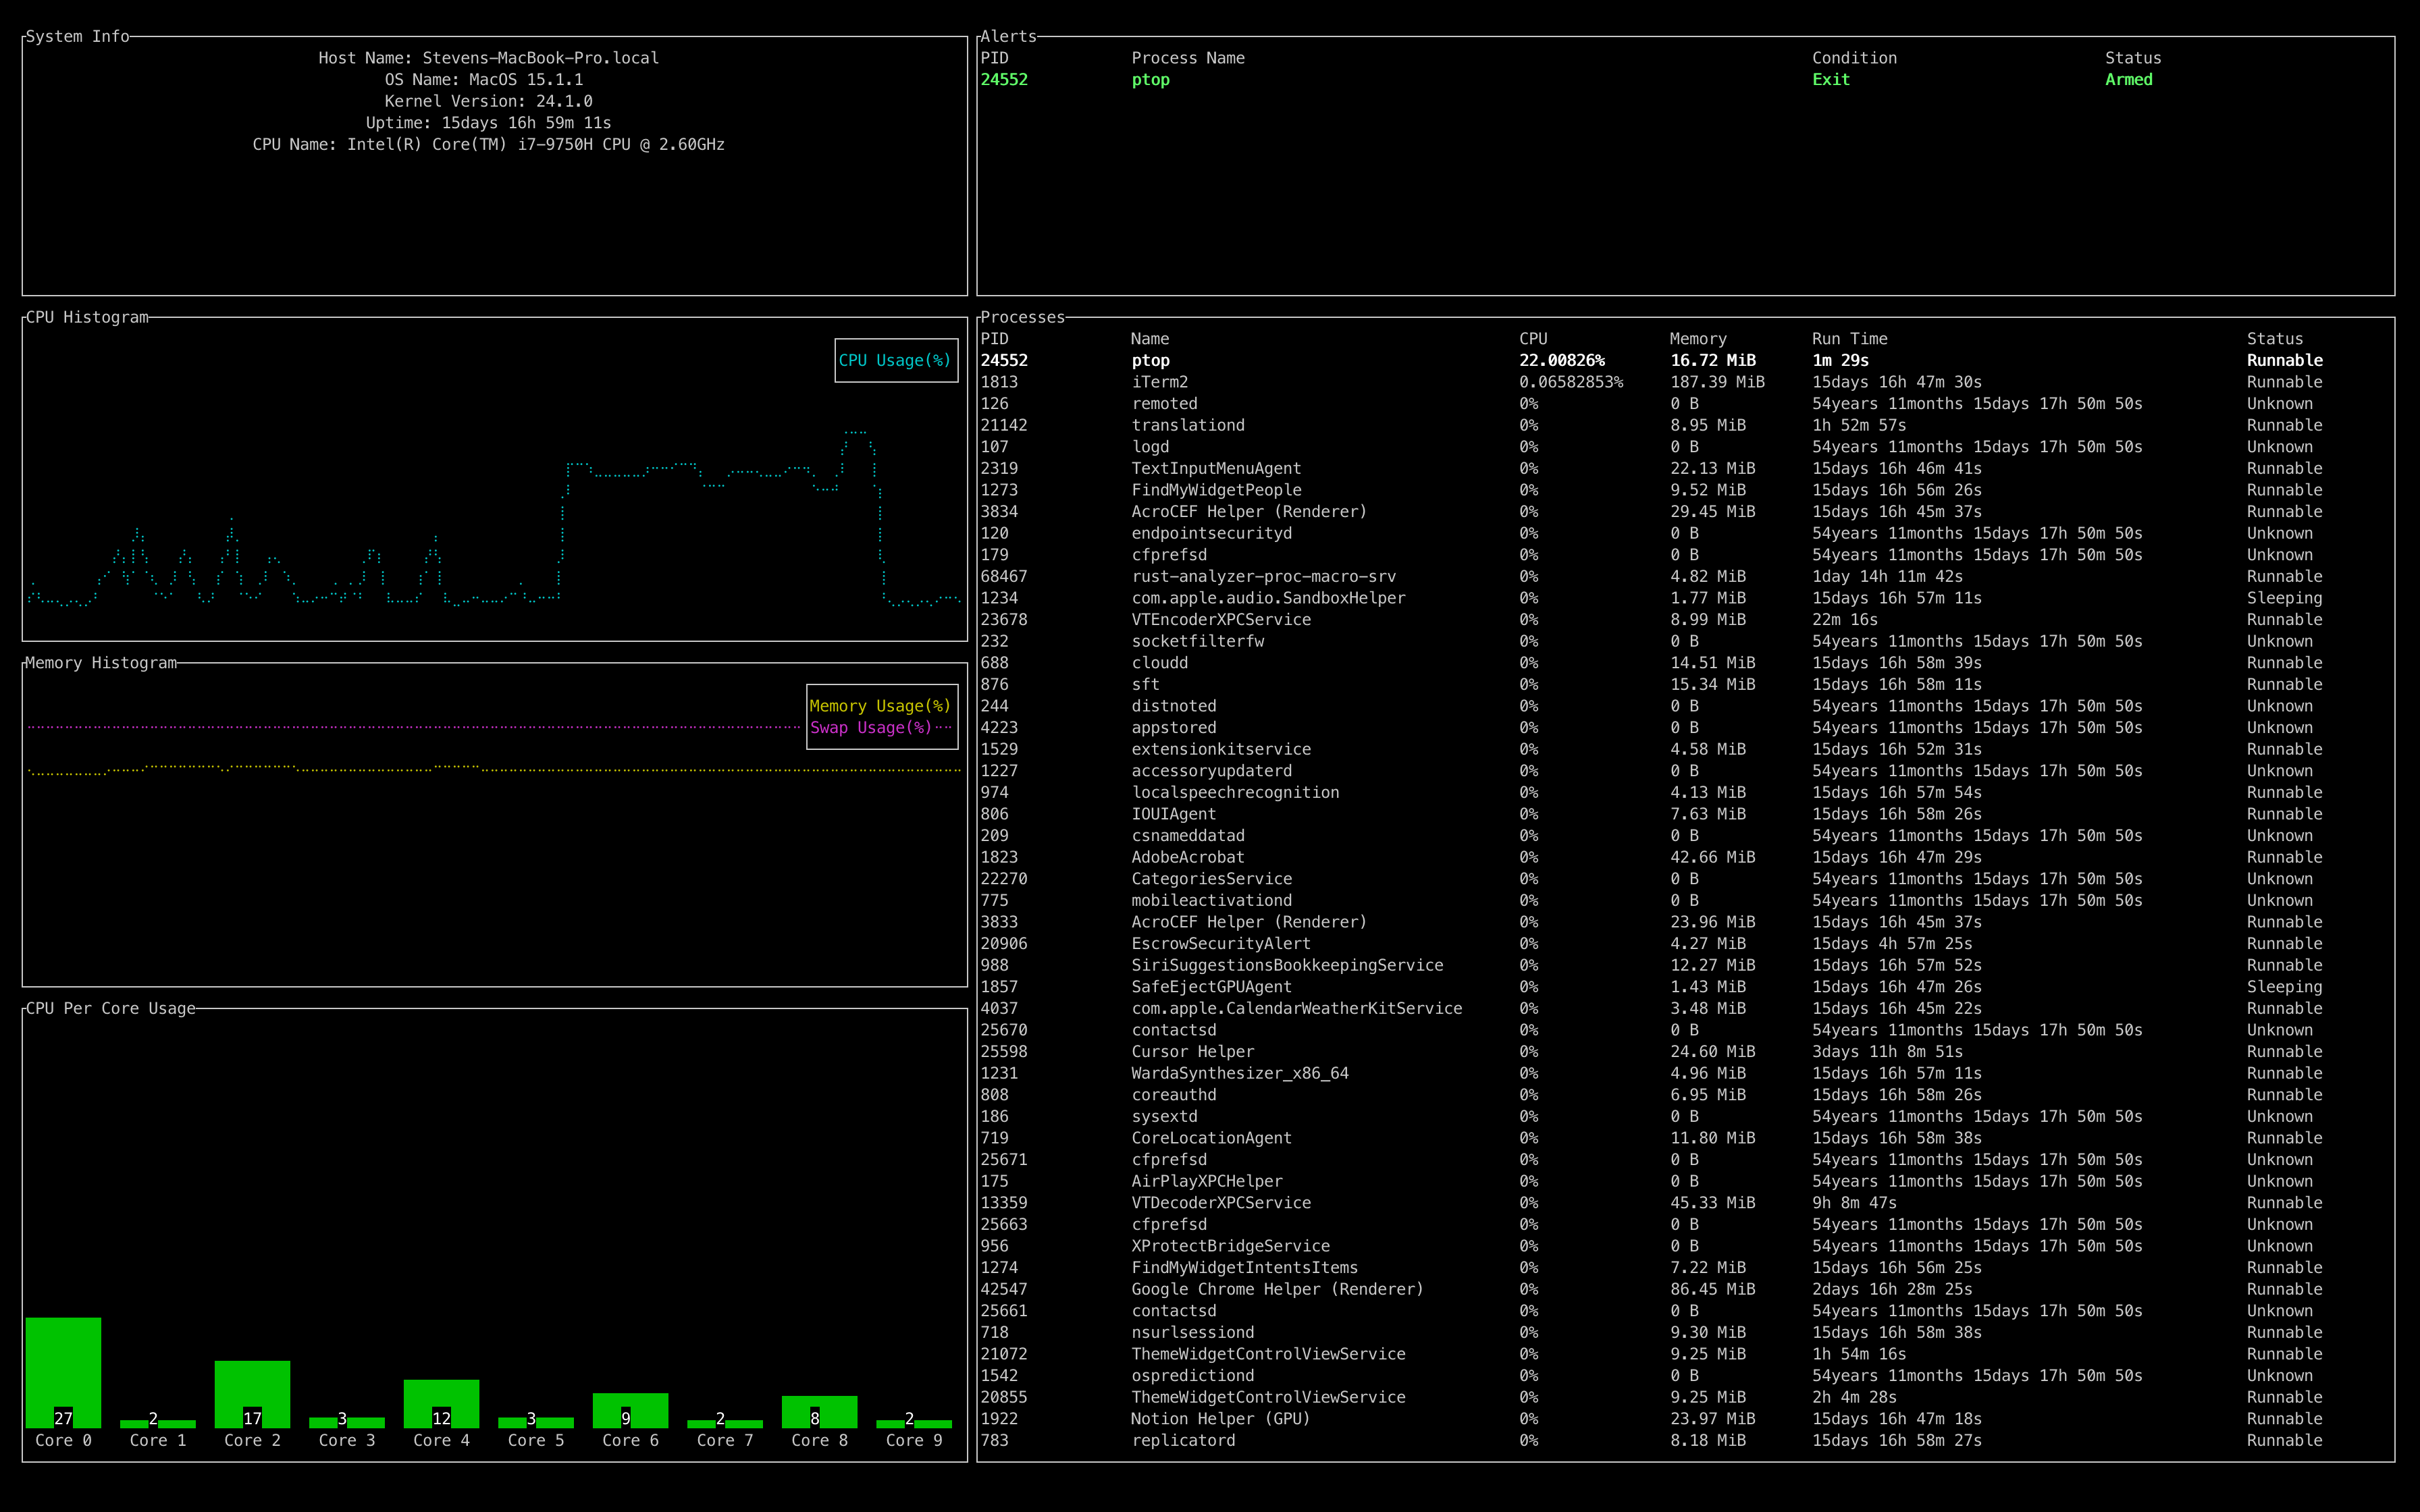 System Info
Host Name: Stevens-MacBook-Pro.local
OS Name: MacOS 15.1.1
Kernel Version: 24.1.0
Uptime: 15days 16h 59m 11s
CPU Name: Intel(R) Core(TM) i7-9750H CPU @ 2.60GHz
Alerts
PID Process Name Condition Status
24552 ptop Exit Armed
CPU Histogram
CPU Usage(%)
Memory Histogram
Memory Usage(%)
Swap Usage(%)
CPU Per Core Usage
27 2 17 3 12 3 9 2 8 2
Core 0 Core 1 Core 2 Core 3 Core 4 Core 5 Core 6 Core 7 Core 8 Core 9
Processes
PID Name CPU Memory Run Time Status
24552 ptop 22.00826% 16.72 MiB 1m 29s Runnable
1813 iTerm2 0.06582853% 187.39 MiB 15days 16h 47m 30s Runnable
126 remoted 0% 0 B 54years 11months 15days 17h 50m 50s Unknown
21142 translationd 0% 8.95 MiB 1h 52m 57s Runnable
107 logd 0% 0 B 54years 11months 15days 17h 50m 50s Unknown
2319 TextInputMenuAgent 0% 22.13 MiB 15days 16h 46m 41s Runnable
1273 FindMyWidgetPeople 0% 9.52 MiB 15days 16h 56m 26s Runnable
3834 AcroCEF Helper (Renderer) 0% 29.45 MiB 15days 16h 45m 37s Runnable
120 endpointsecurityd 0% 0 B 54years 11months 15days 17h 50m 50s Unknown
179 cfprefsd 0% 0 B 54years 11months 15days 17h 50m 50s Unknown
68467 rust-analyzer-proc-macro-srv 0% 4.82 MiB 1day 14h 11m 42s Runnable
1234 com.apple.audio.SandboxHelper 0% 1.77 MiB 15days 16h 57m 11s Sleeping
23678 VTEncoderXPCService 0% 8.99 MiB 22m 16s Runnable
232 socketfilterfw 0% 0 B 54years 11months 15days 17h 50m 50s Unknown
688 cloudd 0% 14.51 MiB 15days 16h 58m 39s Runnable
876 sft 0% 15.34 MiB 15days 16h 58m 11s Runnable
244 distnoted 0% 0 B 54years 11months 15days 17h 50m 50s Unknown
4223 appstored 0% 0 B 54years 11months 15days 17h 50m 50s Unknown
1529 extensionkitservice 0% 4.58 MiB 15days 16h 52m 31s Runnable
1227 accessoryupdaterd 0% 0 B 54years 11months 15days 17h 50m 50s Unknown
974 localspeechrecognition 0% 4.13 MiB 15days 16h 57m 54s Runnable
806 IOUIAgent 0% 7.63 MiB 15days 16h 58m 26s Runnable
209 csnameddatad 0% 0 B 54years 11months 15days 17h 50m 50s Unknown
1823 AdobeAcrobat 0% 42.66 MiB 15days 16h 47m 29s Runnable
22270 CategoriesService 0% 0 B 54years 11months 15days 17h 50m 50s Unknown
775 mobileactivationd 0% 0 B 54years 11months 15days 17h 50m 50s Unknown
3833 AcroCEF Helper (Renderer) 0% 23.96 MiB 15days 16h 45m 37s Runnable
20906 EscrowSecurityAlert 0% 4.27 MiB 15days 4h 57m 25s Runnable
988 SiriSuggestionsBookkeepingService 0% 12.27 MiB 15days 16h 57m 52s Runnable
1857 SafeEjectGPUAgent 0% 1.43 MiB 15days 16h 47m 26s Sleeping
4037 com.apple.CalendarWeatherKitService 0% 3.48 MiB 15days 16h 45m 22s Runnable
25670 contactsd 0% 0 B 54years 11months 15days 17h 50m 50s Unknown
25598 Cursor Helper 0% 24.60 MiB 3days 11h 8m 51s Runnable
1231 WardaSynthesizer_x86_64 0% 4.96 MiB 15days 16h 57m 11s Runnable
808 coreauthd 0% 6.95 MiB 15days 16h 58m 26s Runnable
186 sysextd 0% 0 B 54years 11months 15days 17h 50m 50s Unknown
719 CoreLocationAgent 0% 11.80 MiB 15days 16h 58m 38s Runnable
25671 cfprefsd 0% 0 B 54years 11months 15days 17h 50m 50s Unknown
175 AirPlayXPCHelper 0% 0 B 54years 11months 15days 17h 50m 50s Unknown
13359 VTDecoderXPCService 0% 45.33 MiB 9h 8m 47s Runnable
25663 cfprefsd 0% 0 B 54years 11months 15days 17h 50m 50s Unknown
956 XProtectBridgeService 0% 0 B 54years 11months 15days 17h 50m 50s Unknown
1274 FindMyWidgetIntentsItems 0% 7.22 MiB 15days 16h 56m 25s Runnable
42547 Google Chrome Helper (Renderer) 0% 86.45 MiB 2days 16h 28m 25s Runnable
25661 contactsd 0% 0 B 54years 11months 15days 17h 50m 50s Unknown
718 nsurlsessiond 0% 9.30 MiB 15days 16h 58m 38s Runnable
21072 ThemeWidgetControlViewService 0% 9.25 MiB 1h 54m 16s Runnable
1542 ospredictiond 0% 0 B 54years 11months 15days 17h 50m 50s Unknown
20855 ThemeWidgetControlViewService 0% 9.25 MiB 2h 4m 28s Runnable
1922 Notion Helper (GPU) 0% 23.97 MiB 15days 16h 47m 18s Runnable
783 replicatord 0% 8.18 MiB 15days 16h 58m 27s Runnable